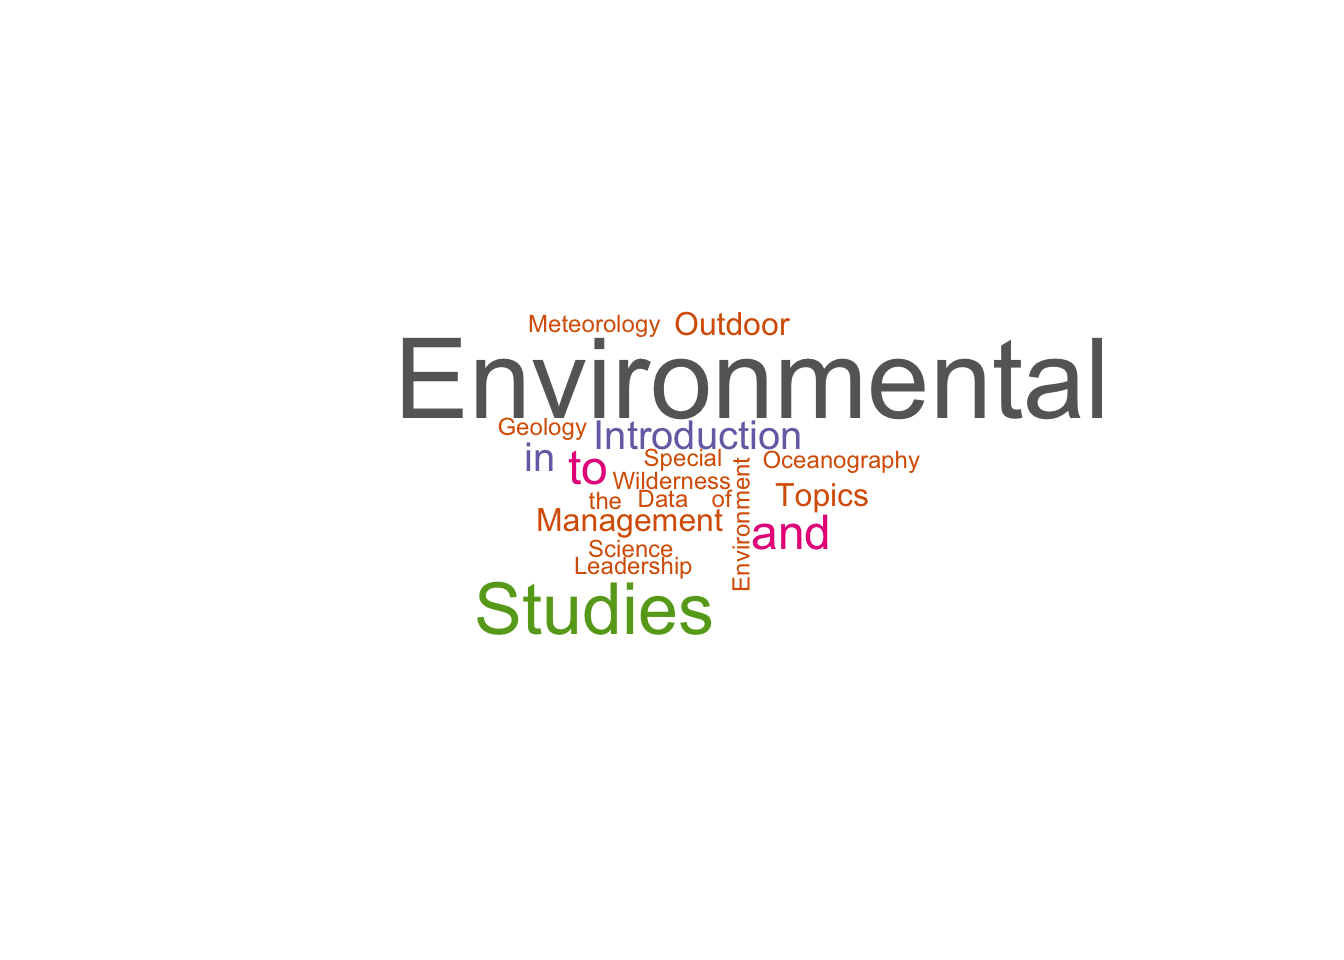 Meteorology Outdoor
Environmental
Geology Introduction
in to Special Oceanography
Wilderness
the Data of Topics
Management and
Environment
Science
Leadership
Studies